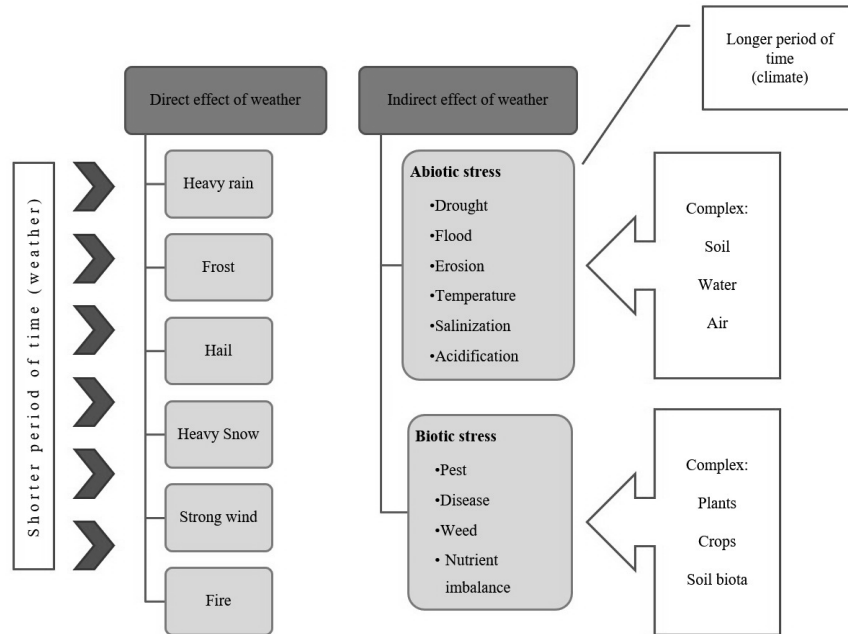 Longer period of
time
(climate)
Direct effect of weather
Indirect effect of weather
Shorter period of time (weather)
Heavy rain
Frost
Hail
Heavy Snow
Strong wind
Fire
Abiotic stress
•Drought
•Flood
•Erosion
•Temperature
•Salinization
•Acidification
Complex:
Soil
Water
Air
Biotic stress
•Pest
•Disease
•Weed
• Nutrient
imbalance
Complex:
Plants
Crops
Soil biota